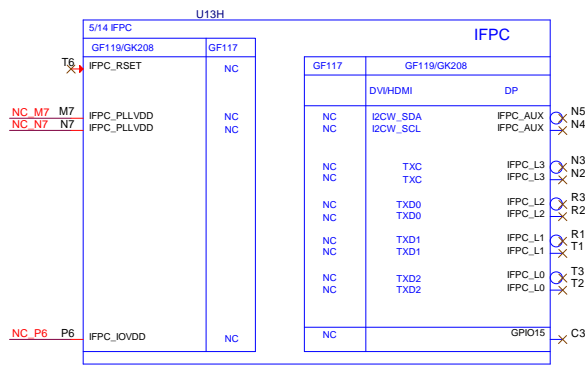 U13H
5/14 IFPC
IFPC
GF119/GK208 GF117
T6 IFPC_RSET NC
GF117 GF119/GK208
DVI/HDMI DP
NC_M7 M7 IFPC_PLLVDD NC
NC_N7 N7 IFPC_PLLVDD NC
NC I2CW_SDA IFPC_AUX N5
NC I2CW_SCL IFPC_AUX N4
NC TXC IFPC_L3 N3
NC TXC IFPC_L3 N2
NC TXD0 IFPC_L2 R3
NC TXD0 IFPC_L2 R2
NC TXD1 IFPC_L1 R1
NC TXD1 IFPC_L1 T1
NC TXD2 IFPC_L0 T3
NC TXD2 IFPC_L0 T2
NC_P6 P6 IFPC_IOVDD NC
NC GPIO15 C3